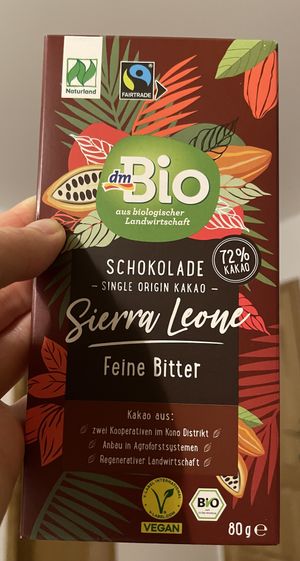 Naturland
FAIRTRADE
dm
Bio
aus biologischer
Landwirtschaft
72%
KAKAO
SCHOKOLADE
– SINGLE ORIGIN KAKAO –
Sierra Leone
Feine Bitter
Kakao aus:
zwei Kooperativen im Kono Distrikt
Anbau in Agroforstsystemen
Regenerativer Landwirtschaft
VEGAN
Bio
80 g e